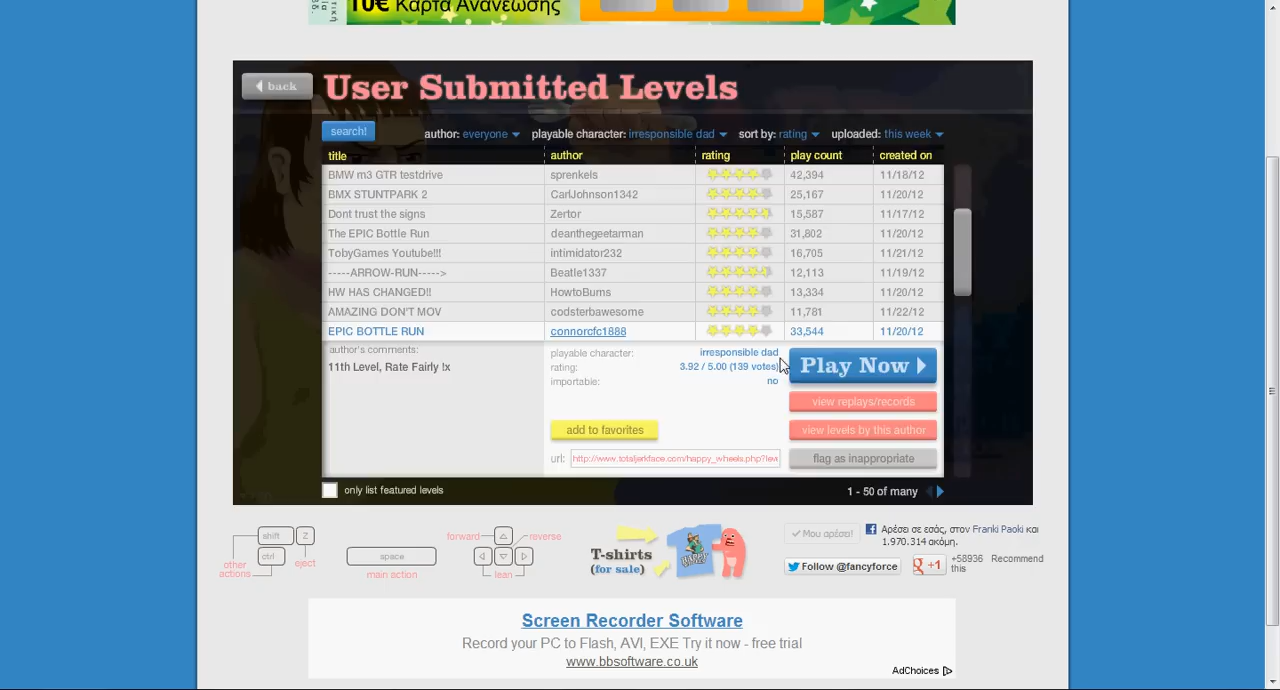 10€ Κάρτα Ανανέωσης
back
User Submitted Levels
search! author: everyone playable character: irresponsible dad sort by: rating uploaded: this week
title author rating play count created on
BMW m3 GTR testdrive sprenkels 42,394 11/18/12
BMX STUNTPARK 2 CarlJohnson1342 25,167 11/20/12
Dont trust the signs Zertor 15,587 11/17/12
The EPIC Bottle Run deanthegeetarman 31,802 11/20/12
TobyGames Youtube!!! intimidator232 16,705 11/21/12
-----ARROW-RUN-----> Beatle1337 12,113 11/19/12
HW HAS CHANGED!! HowtoBums 13,334 11/20/12
AMAZING DON'T MOV codsterbawesome 11,781 11/22/12
EPIC BOTTLE RUN connorcfc1888 33,544 11/20/12
author's comments:
11th Level, Rate Fairly !x
playable character: irresponsible dad
rating: 3.92 / 5.00 (139 votes)
importable: no
Play Now
view replays/records
add to favorites
view levels by this author
url: http://www.totaljerkface.com/happy_wheels.php?lev
flag as inappropriate
only list featured levels
1 - 50 of many
shift Z
ctrl
eject
other
actions
space
main action
forward reverse
lean
T-shirts
(for sale)
Μου αρέσει!
Αρέσει σε εσάς, στον Franki Paoki και
1.970.314 ακόμη.
Follow @fancyforce
+1
+58936 Recommend
this
Screen Recorder Software
Record your PC to Flash, AVI, EXE Try it now - free trial
www.bbsoftware.co.uk
AdChoices